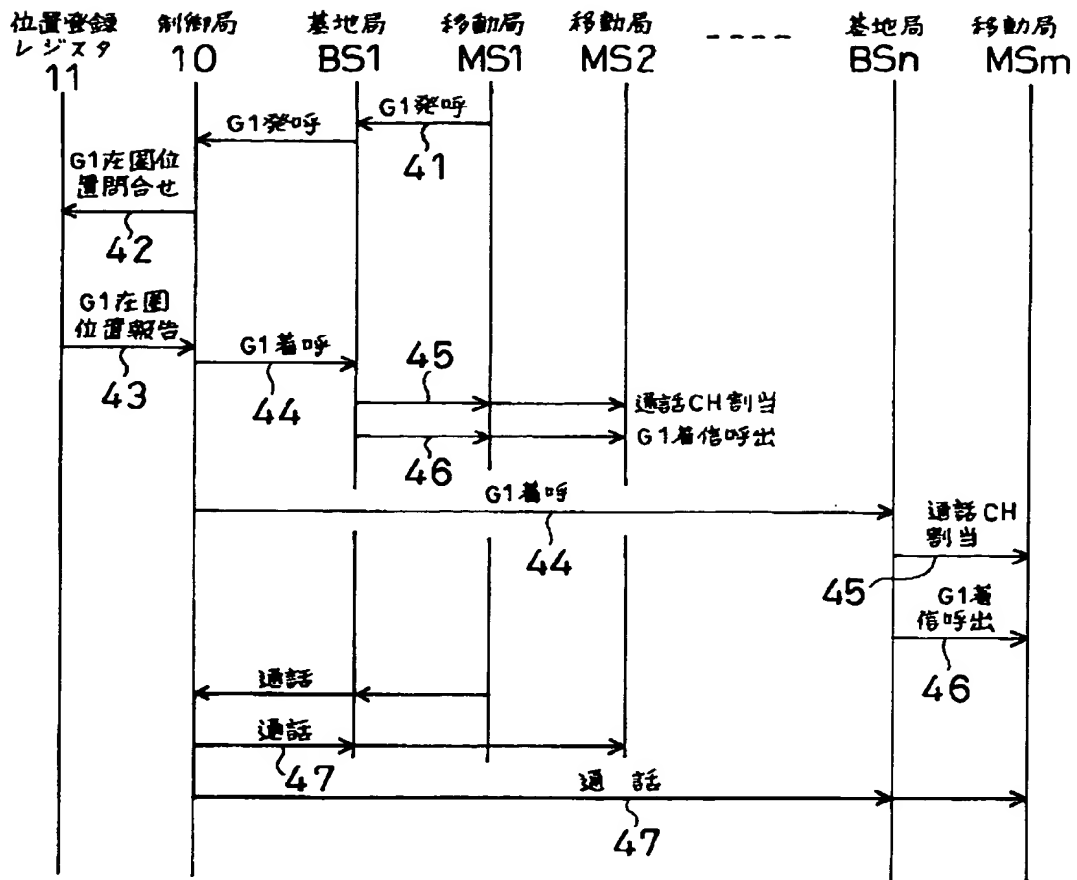 位置登録
レジスタ
11
制御局
10
基地局
BS1
移動局
MS1
移動局
MS2
基地局
BSn
移動局
MSm
G1発呼
41
G1発呼
G1在圏位
置問合せ
42
G1在圏
位置報告
43
G1着呼
44
45
通話CH割当
46
G1着信呼出
G1着呼
44
通話CH
割当
45
G1着
信呼出
46
通話
通話
47
通 話
47